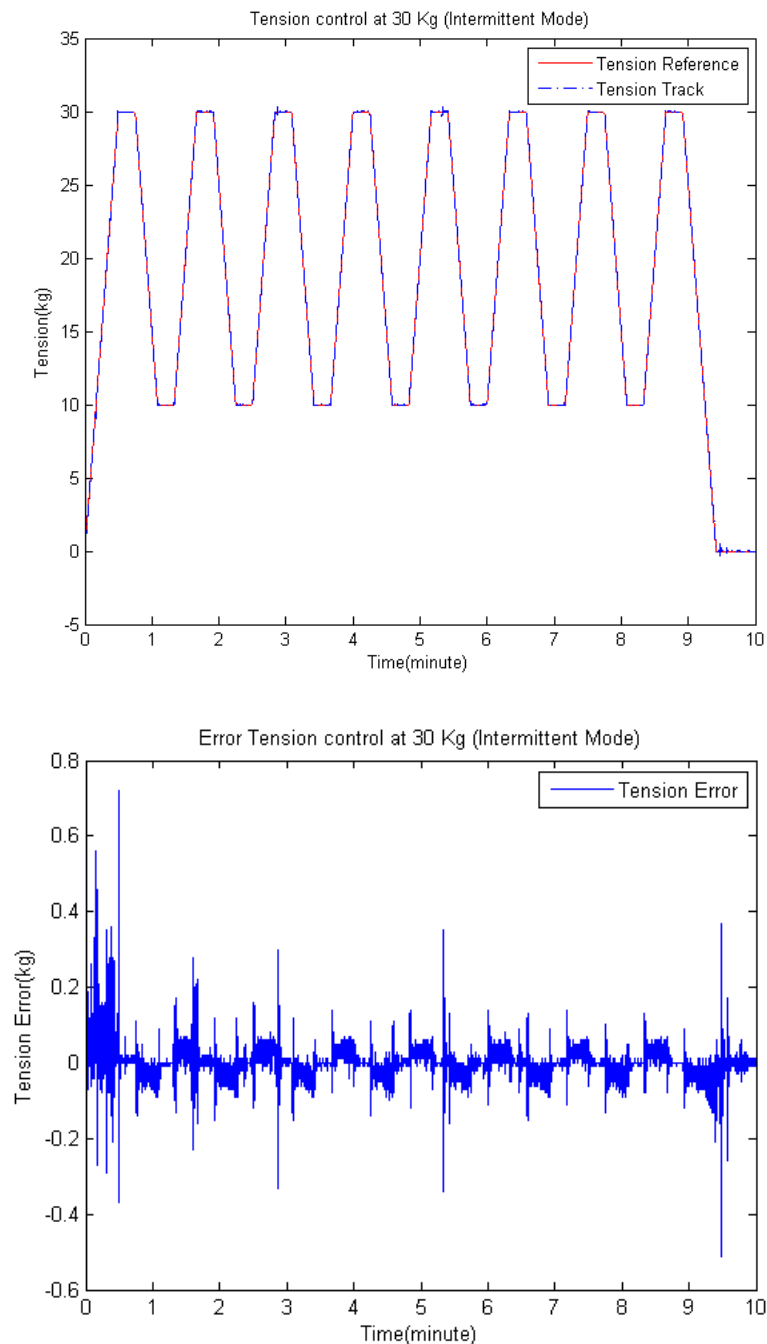 Tension control at 30 Kg (Intermittent Mode)
35
30
25
20
15
10
5
0
-5
Tension(kg)
Tension Reference
Tension Track
0 1 2 3 4 5 6 7 8 9 10
Time(minute)
Error Tension control at 30 Kg (Intermittent Mode)
0.8
0.6
0.4
0.2
0
-0.2
-0.4
-0.6
Tension Error(kg)
Tension Error
0 1 2 3 4 5 6 7 8 9 10
Time(minute)